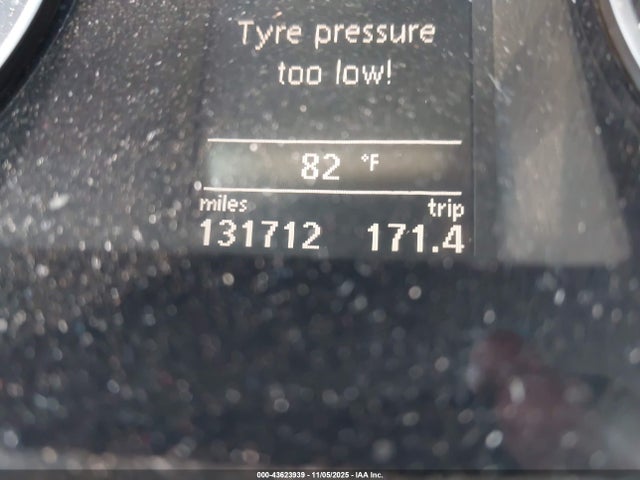 Tyre pressure
too low!
82 °F
miles trip
131712 171.4
000-43623939 - 11/05/2025 - IAA Inc.